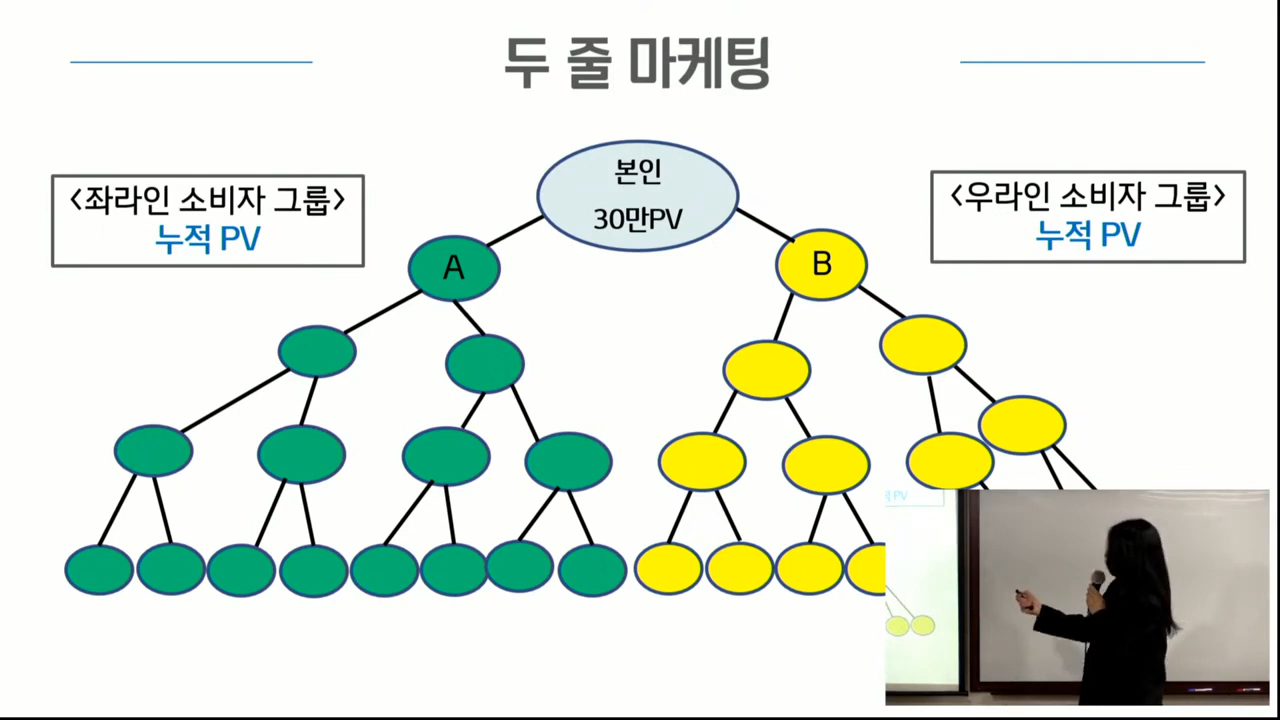 두 줄 마케팅
본인
30만PV
<좌라인 소비자 그룹>
누적 PV
<우라인 소비자 그룹>
누적 PV
A
B
PV